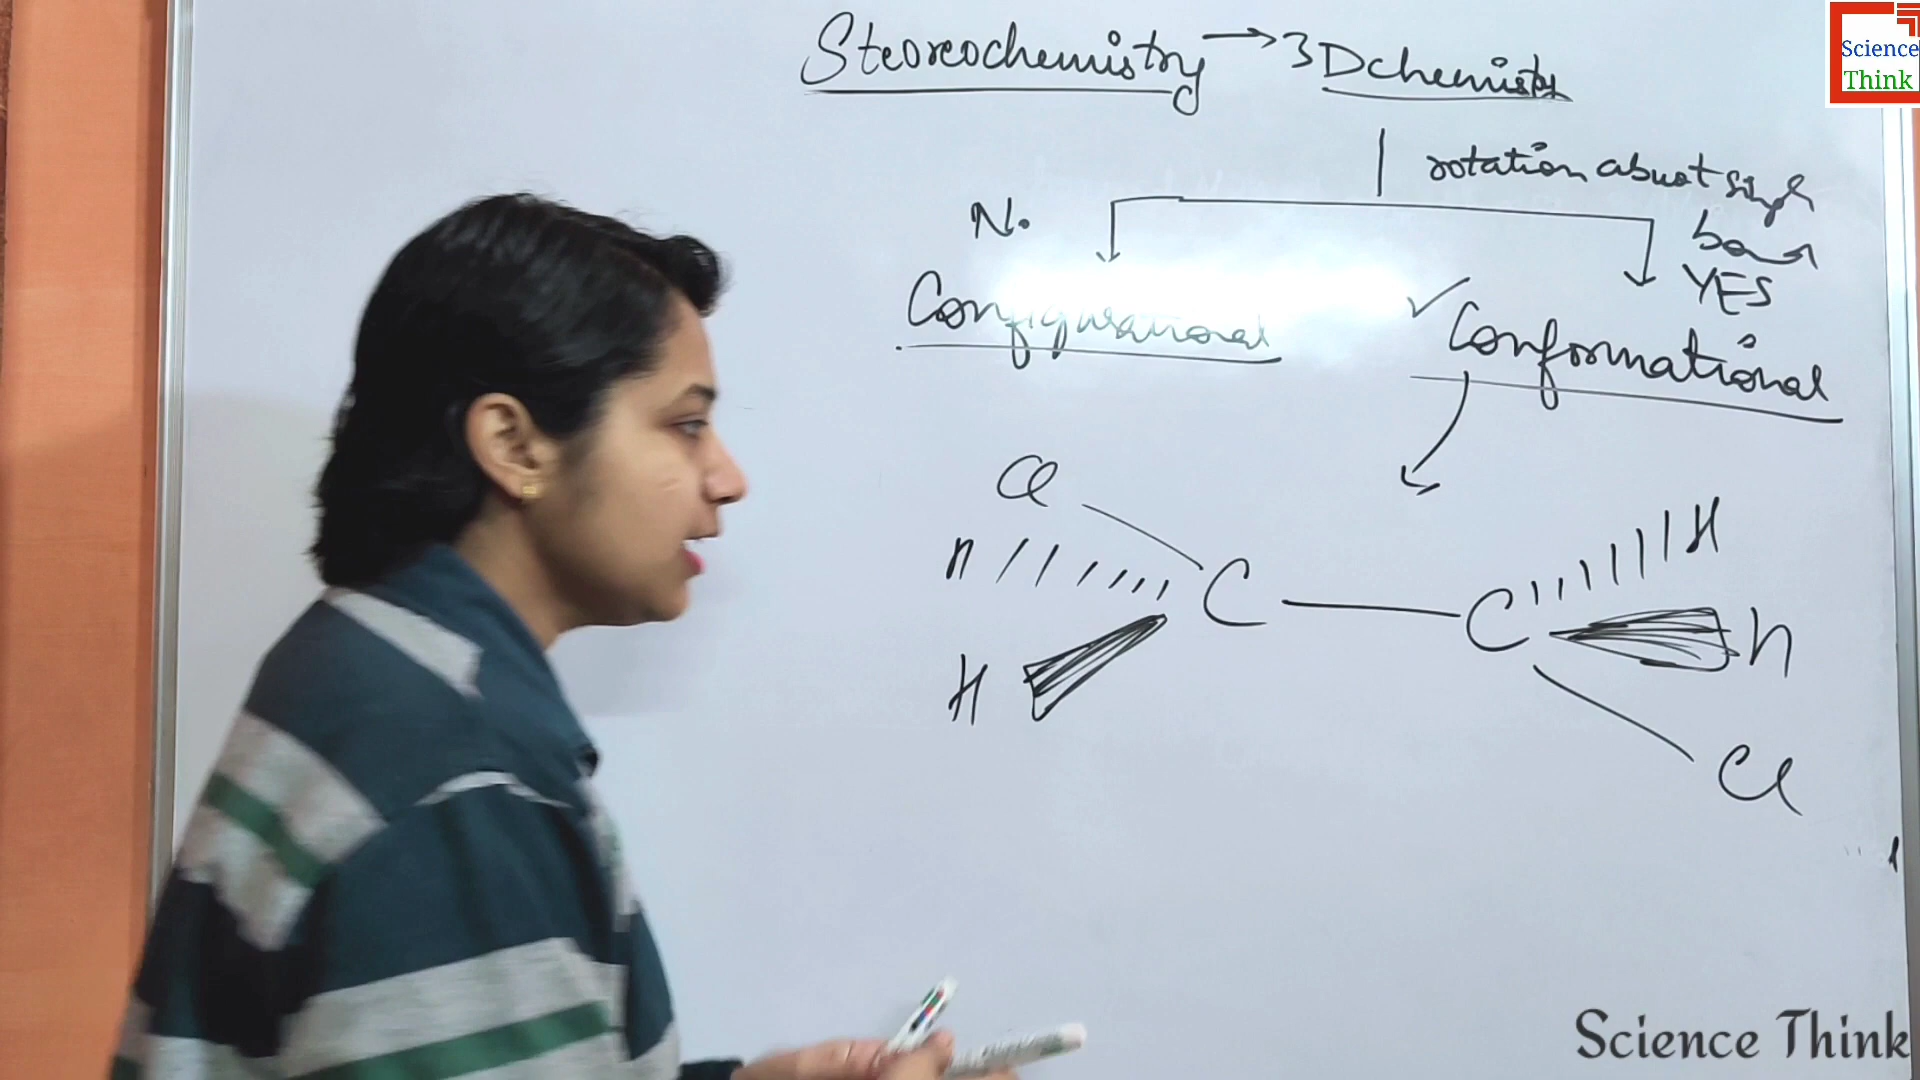 Stereochemistry → 3D chemistry
Science
Think
rotation about single
bond
No
YES
Configurational
✓ Conformational
Cl
H
H
H
C — C
H
H
Cl
Science Think